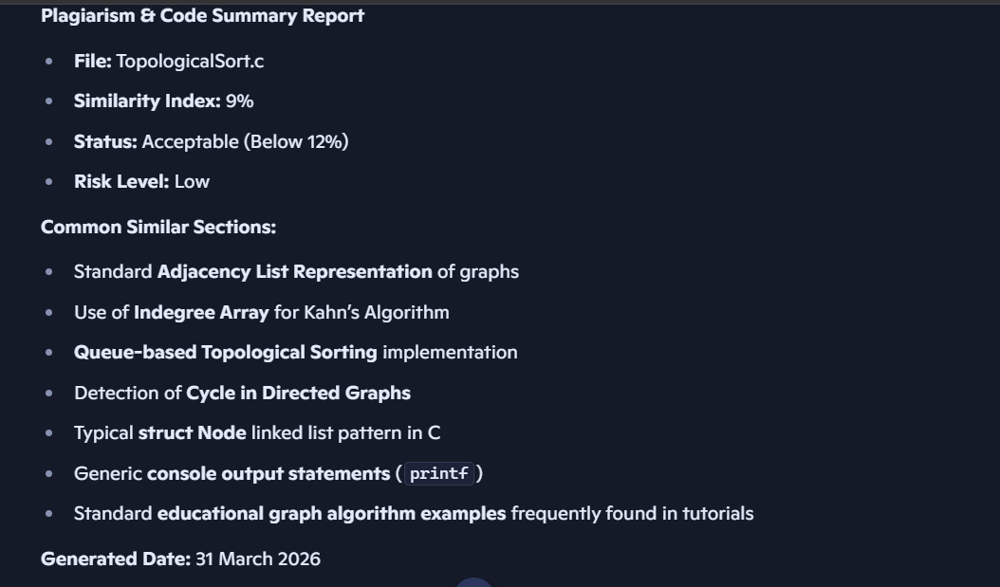 Plagiarism & Code Summary Report
File: TopologicalSort.c
Similarity Index: 9%
Status: Acceptable (Below 12%)
Risk Level: Low
Common Similar Sections:
Standard Adjacency List Representation of graphs
Use of Indegree Array for Kahn’s Algorithm
Queue-based Topological Sorting implementation
Detection of Cycle in Directed Graphs
Typical struct Node linked list pattern in C
Generic console output statements (printf)
Standard educational graph algorithm examples frequently found in tutorials
Generated Date: 31 March 2026